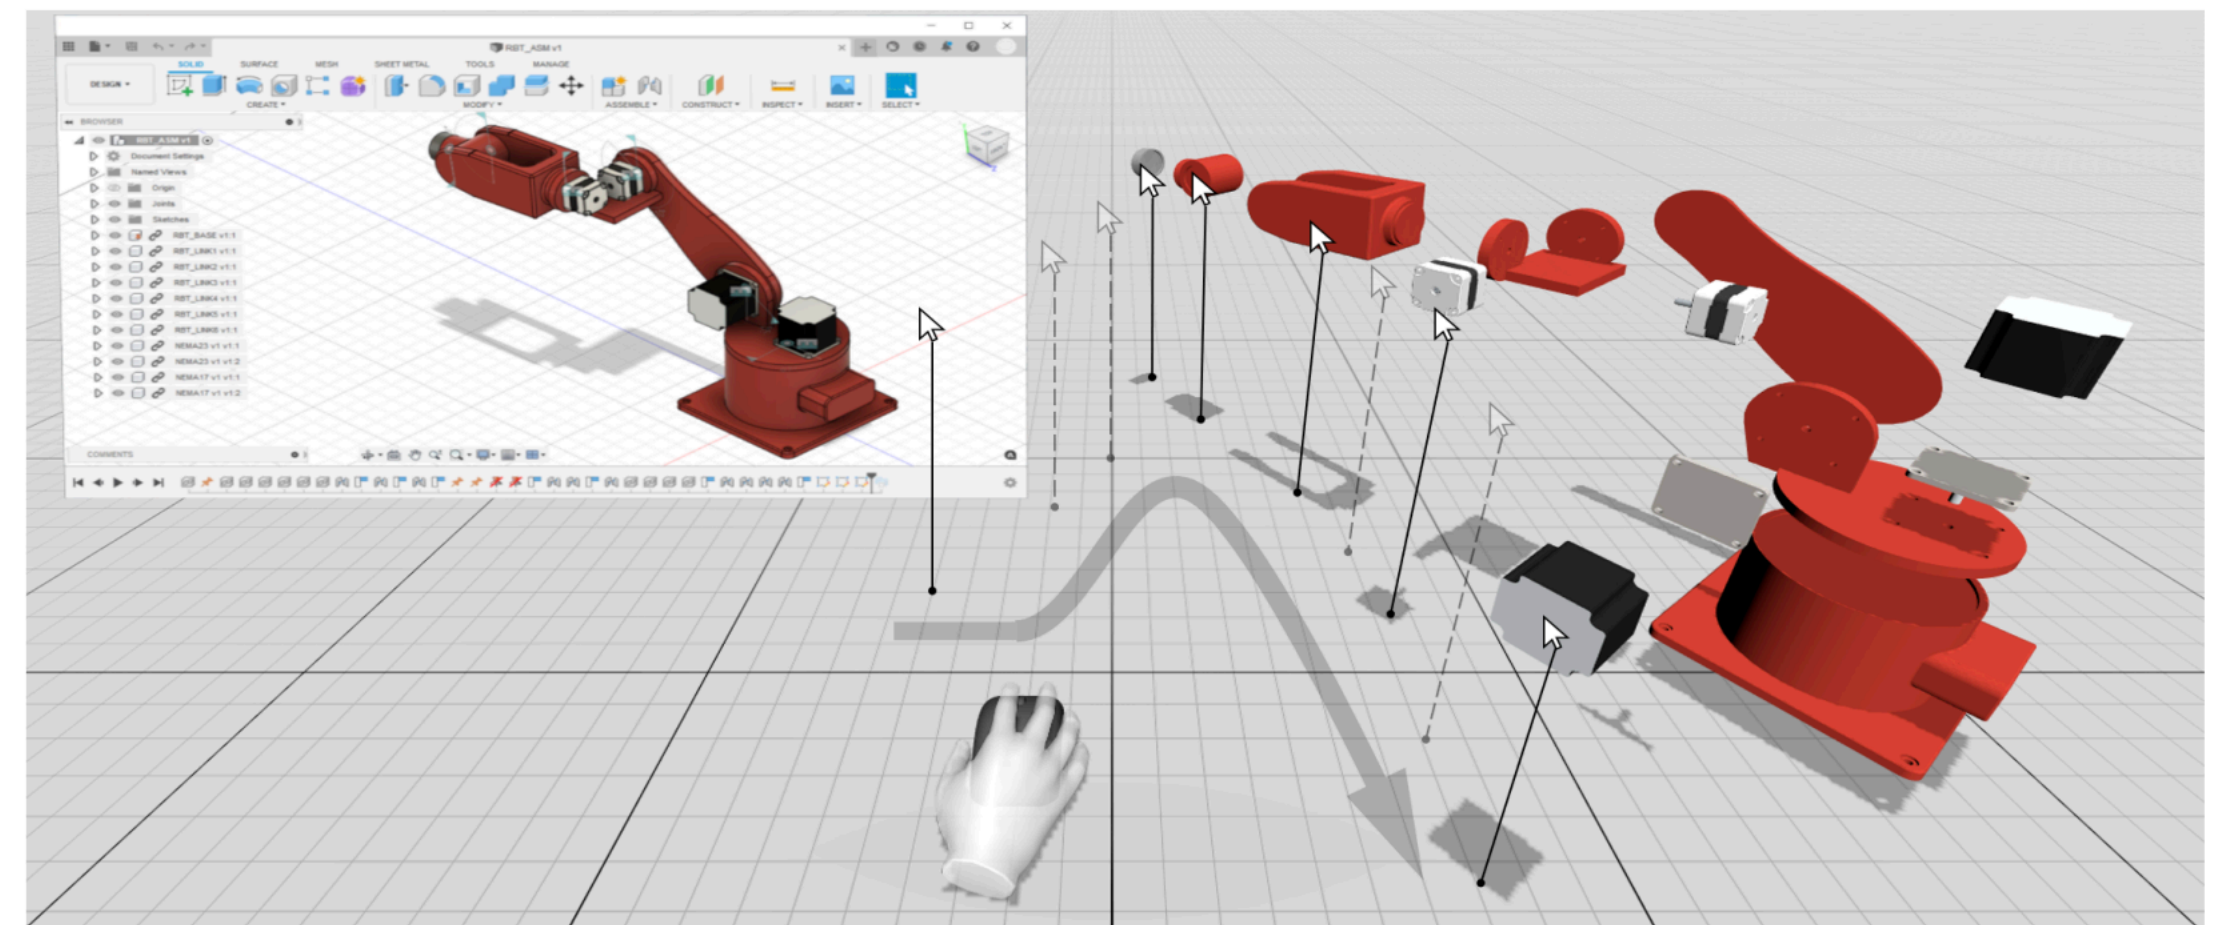 RBT_ASM v1
SOLID SURFACE MESH SHEET METAL TOOLS MANAGE
DESIGN
CREATE MODIFY ASSEMBLE CONSTRUCT INSPECT INSERT SELECT
BROWSER
RBT_ASM v1
Document Settings
Named Views
Origin
Joints
Sketches
RBT_BASE v1:1
RBT_LINK1 v1:1
RBT_LINK2 v1:1
RBT_LINK3 v1:1
RBT_LINK4 v1:1
RBT_LINK5 v1:1
RBT_LINK6 v1:1
NEMA23 v1 v1:1
NEMA23 v1 v1:2
NEMA17 v1 v1:1
NEMA17 v1 v1:2
COMMENTS